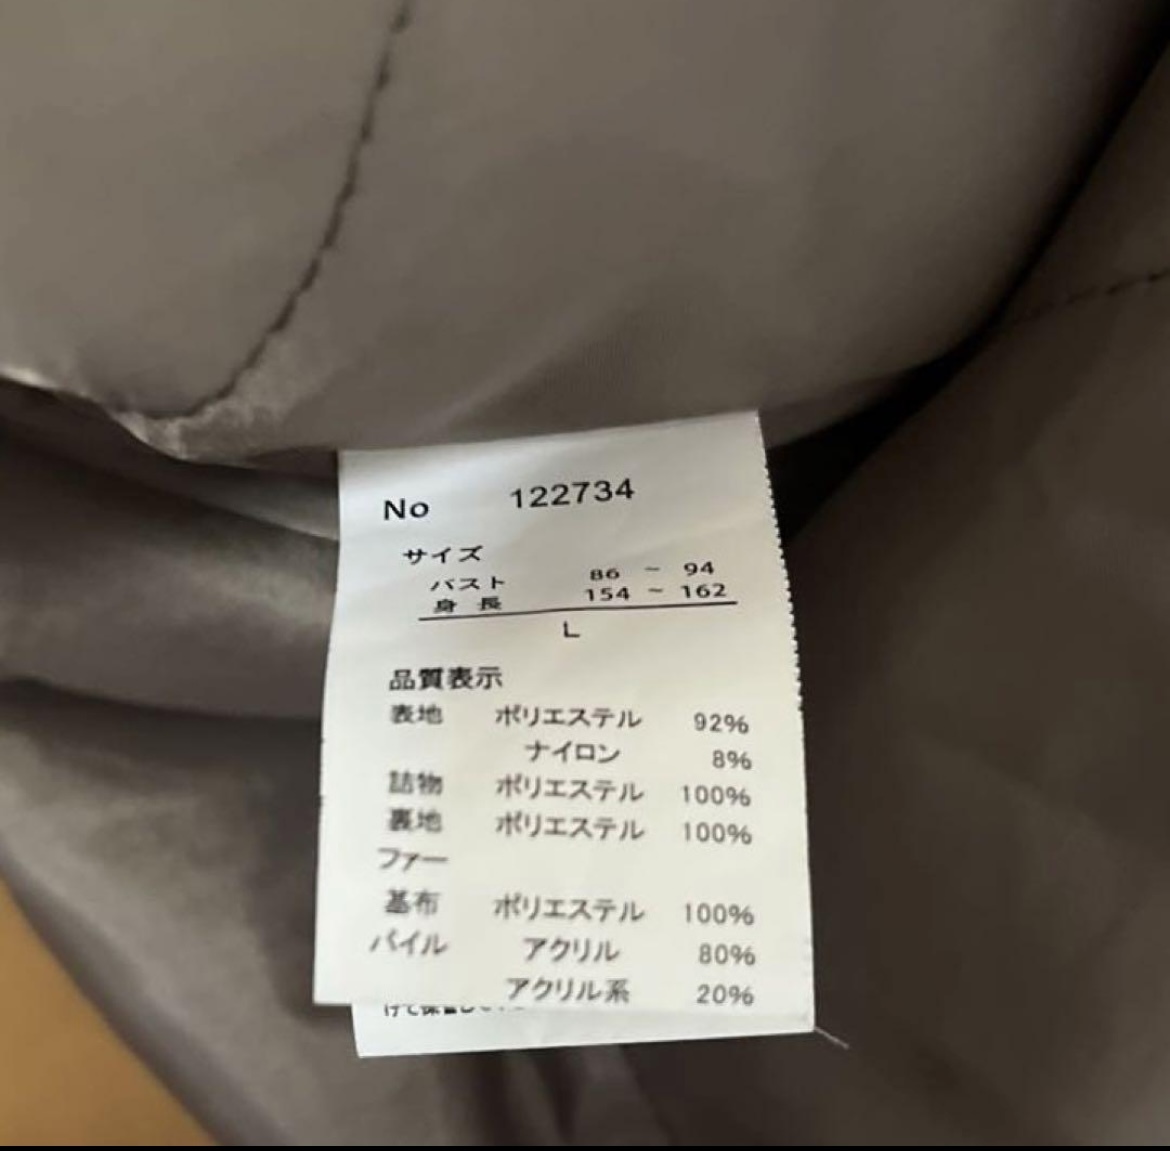 No 122734
サイズ
バスト 86 ~ 94
身長 154 ~ 162
L
品質表示
表地 ポリエステル 92%
ナイロン 8%
詰物 ポリエステル 100%
裏地 ポリエステル 100%
ファー
基布 ポリエステル 100%
パイル アクリル 80%
アクリル系 20%